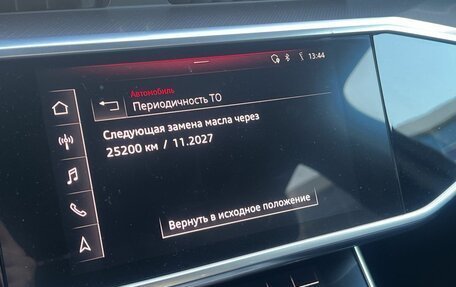 13:44
Автомобиль
Периодичность ТО
Следующая замена масла через
25200 км / 11.2027
Вернуть в исходное положение